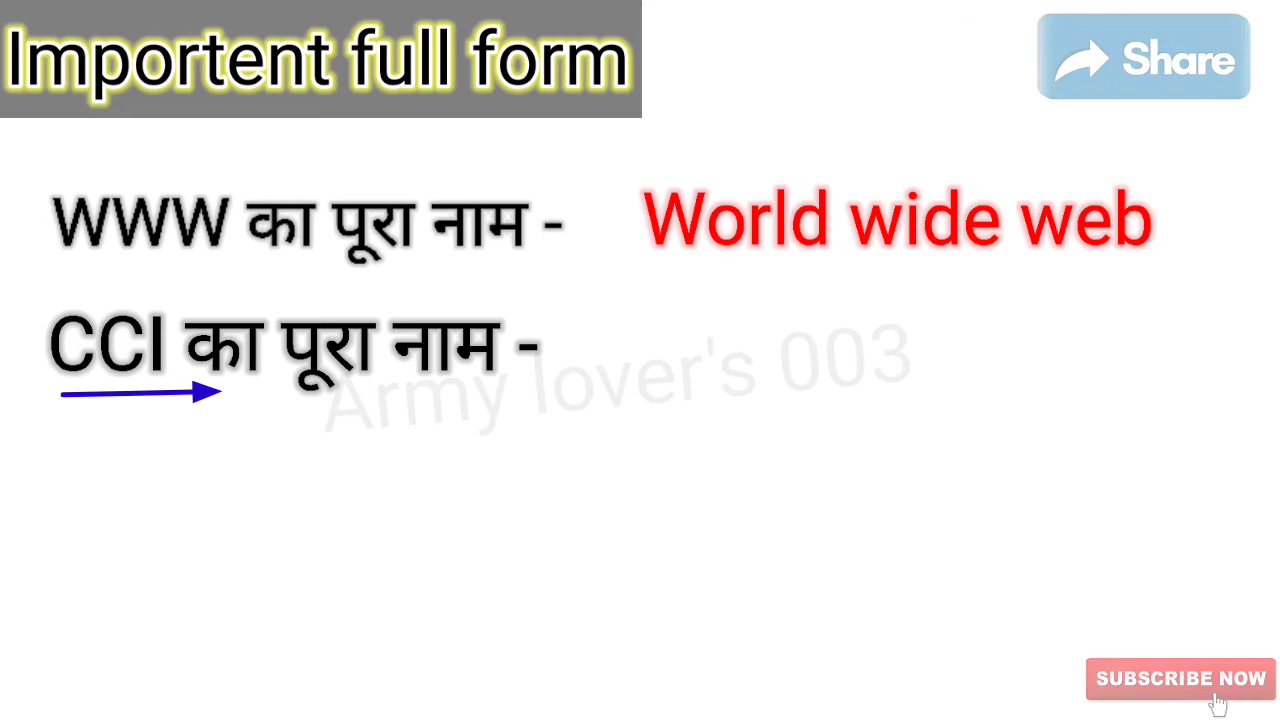 Importent full form
Share
WWW का पूरा नाम - World wide web
CCI का पूरा नाम -
Army lover's 003
SUBSCRIBE NOW